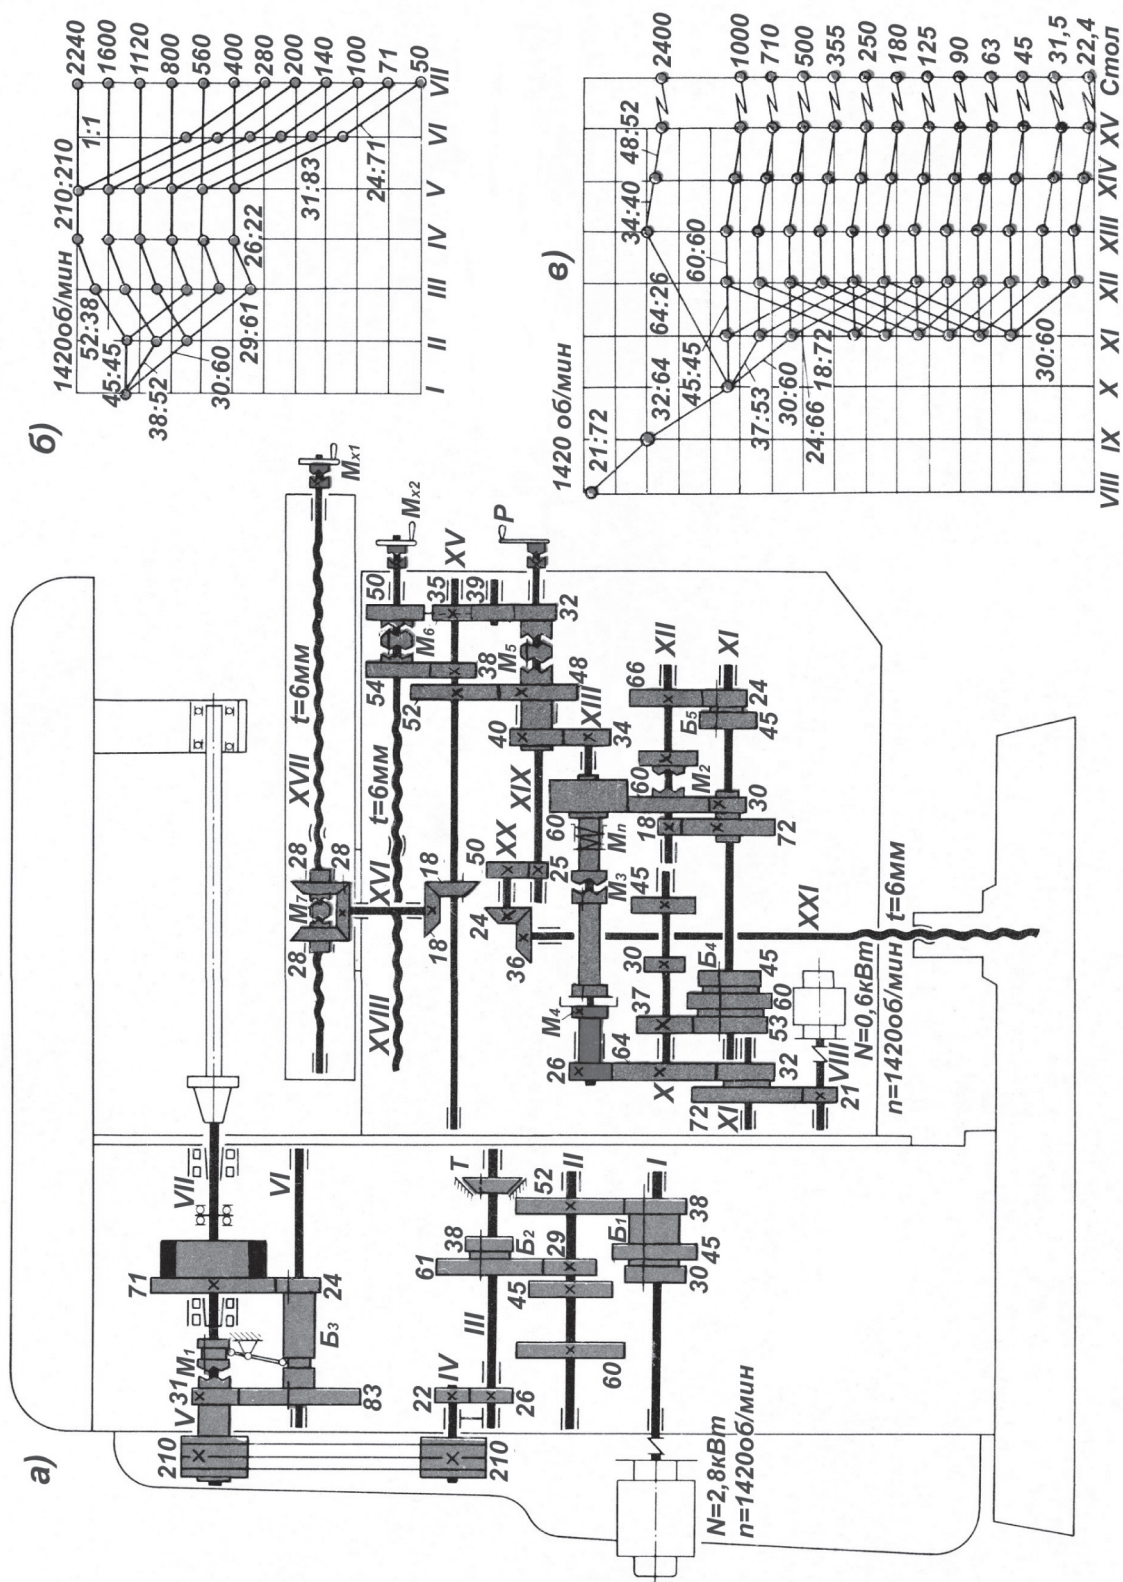 а)
N=2,8кВт
n=1420об/мин
210
V
31
M1
71
VII
83
Б3
24
VI
210
22
IV
26
III
61
38
Б2
T
60
45
29
II
52
30
45
Б1
38
I
28
M7
28
28
XVII
t=6мм
Mx1
XVIII
XVI
t=6мм
54
M6
50
Mx2
18
18
52
38
35
XV
39
24
XX
50
25
XIX
40
M5
48
32
P
36
M4
M3
60
Mп
XIII
34
26
64
X
37
30
45
18
60
M2
66
XII
Б5
72
XI
32
53
60
45
Б4
72
30
45
24
XI
21
VIII
N=0,6кВт
n=1420об/мин
XXI
t=6мм
б)
1420об/мин
210:210
1:1
2240
1600
1120
800
560
400
280
200
140
100
71
50
52:38
45:45
38:52
30:60
29:61
26:22
31:83
24:71
I
II
III
IV
V
VI
VII
в)
1420 об/мин
21:72
32:64
64:26
45:45
37:53
30:60
24:66
18:72
60:60
30:60
34:40
48:52
2400
1000
710
500
355
250
180
125
90
63
45
31,5
22,4
VIII
IX
X
XI
XII
XIII
XIV
XV
Стол